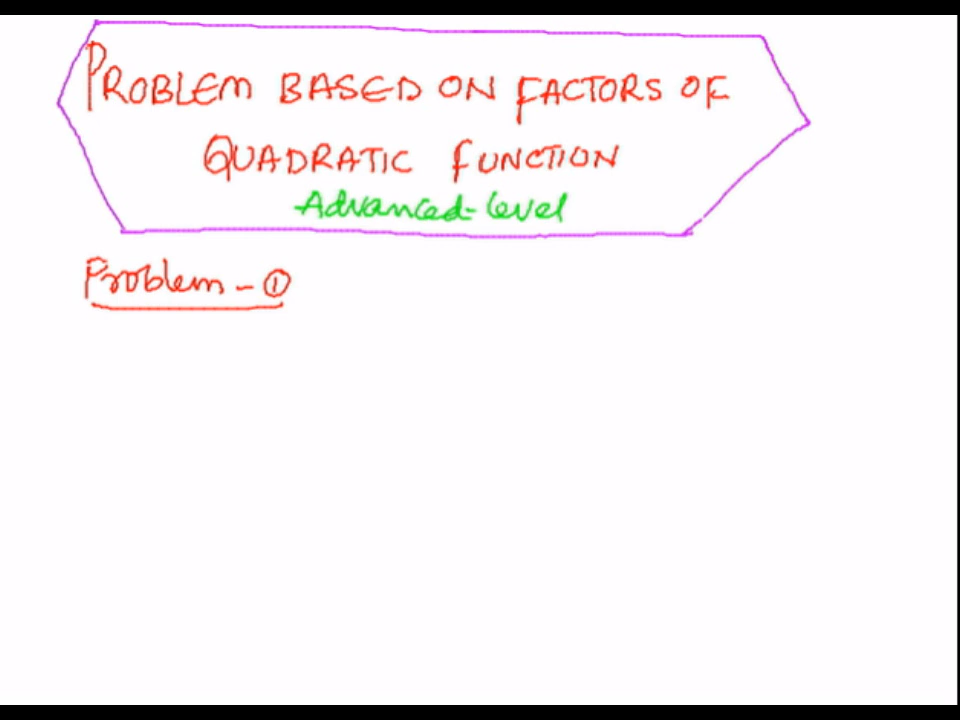 PROBLEM BASED ON FACTORS OF
QUADRATIC FUNCTION
Advanced-level
Problem - ①